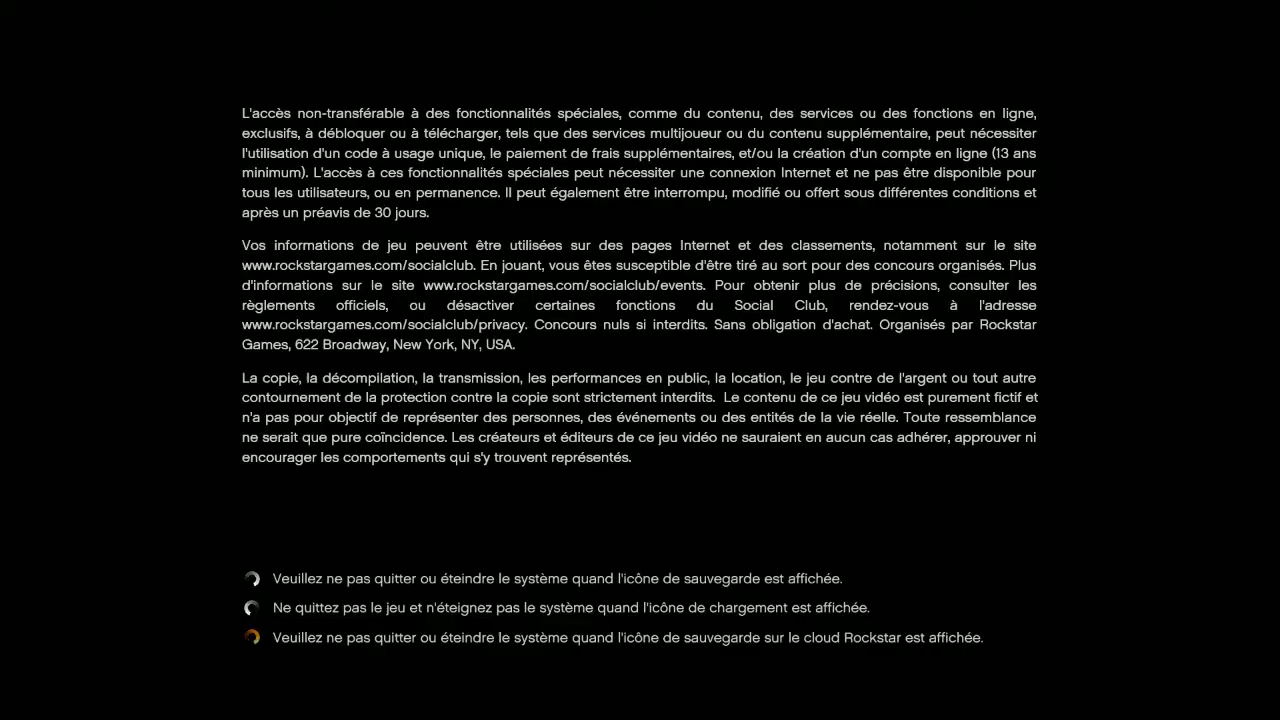 L'accès non-transférable à des fonctionnalités spéciales, comme du contenu, des services ou des fonctions en ligne,
exclusifs, à débloquer ou à télécharger, tels que des services multijoueur ou du contenu supplémentaire, peut nécessiter
l'utilisation d'un code à usage unique, le paiement de frais supplémentaires, et/ou la création d'un compte en ligne (13 ans
minimum). L'accès à ces fonctionnalités spéciales peut nécessiter une connexion Internet et ne pas être disponible pour
tous les utilisateurs, ou en permanence. Il peut également être interrompu, modifié ou offert sous différentes conditions et
après un préavis de 30 jours.
Vos informations de jeu peuvent être utilisées sur des pages Internet et des classements, notamment sur le site
www.rockstargames.com/socialclub. En jouant, vous êtes susceptible d'être tiré au sort pour des concours organisés. Plus
d'informations sur le site www.rockstargames.com/socialclub/events. Pour obtenir plus de précisions, consulter les
règlements officiels, ou désactiver certaines fonctions du Social Club, rendez-vous à l'adresse
www.rockstargames.com/socialclub/privacy. Concours nuls si interdits. Sans obligation d'achat. Organisés par Rockstar
Games, 622 Broadway, New York, NY, USA.
La copie, la décompilation, la transmission, les performances en public, la location, le jeu contre de l'argent ou tout autre
contournement de la protection contre la copie sont strictement interdits. Le contenu de ce jeu vidéo est purement fictif et
n'a pas pour objectif de représenter des personnes, des événements ou des entités de la vie réelle. Toute ressemblance
ne serait que pure coïncidence. Les créateurs et éditeurs de ce jeu vidéo ne sauraient en aucun cas adhérer, approuver ni
encourager les comportements qui s'y trouvent représentés.
Veuillez ne pas quitter ou éteindre le système quand l'icône de sauvegarde est affichée.
Ne quittez pas le jeu et n'éteignez pas le système quand l'icône de chargement est affichée.
Veuillez ne pas quitter ou éteindre le système quand l'icône de sauvegarde sur le cloud Rockstar est affichée.